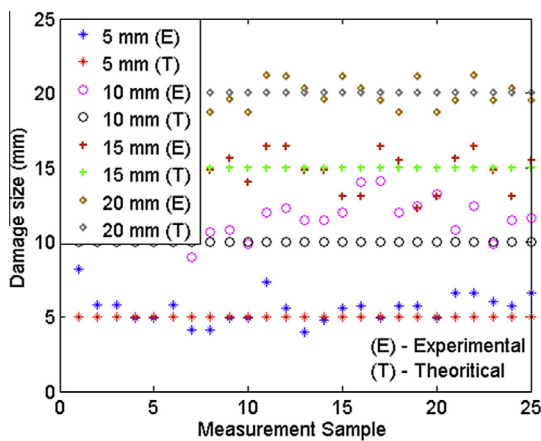 25
20
15
10
5
0
Damage size (mm)
5 mm (E)
5 mm (T)
10 mm (E)
10 mm (T)
15 mm (E)
15 mm (T)
20 mm (E)
20 mm (T)
(E) - Experimental
(T) - Theoritical
0 5 10 15 20 25
Measurement Sample